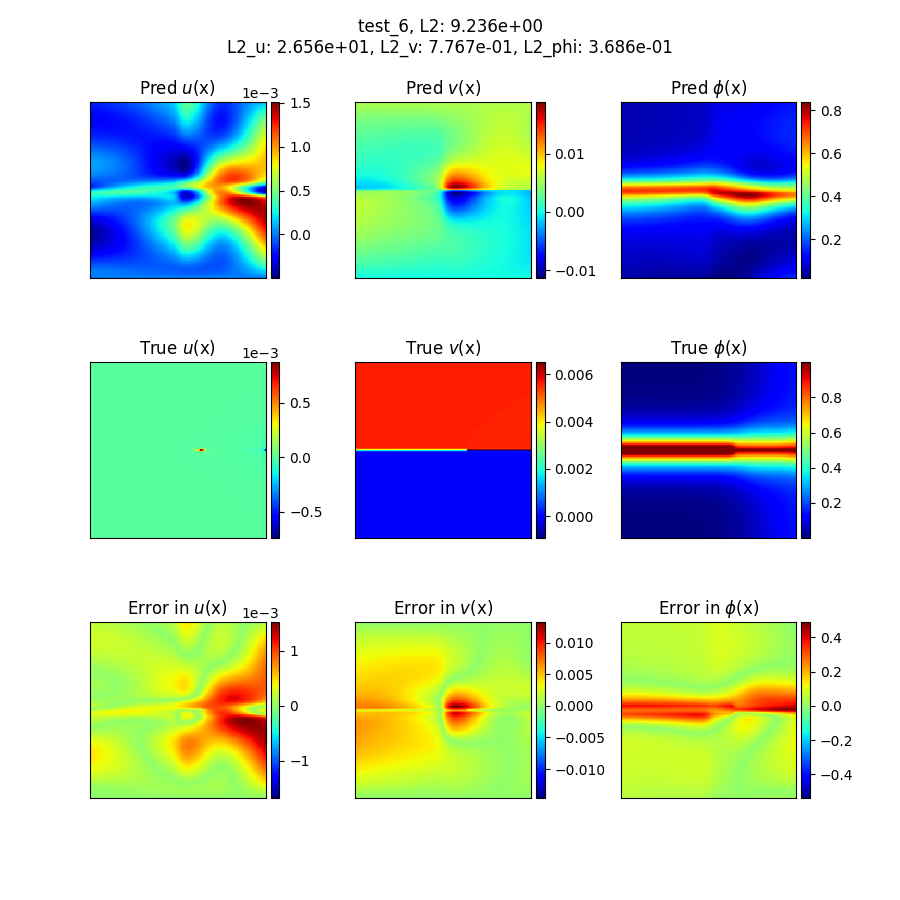 test_6, L2: 9.236e+00
L2_u: 2.656e+01, L2_v: 7.767e-01, L2_phi: 3.686e-01
Pred u(x)
1e−3
Pred v(x)
Pred ϕ(x)
1.5
1.0
0.5
0.0
0.01
0.00
−0.01
0.8
0.6
0.4
0.2
True u(x)
1e−3
True v(x)
True ϕ(x)
0.5
0.0
−0.5
0.006
0.004
0.002
0.000
0.8
0.6
0.4
0.2
Error in u(x)
1e−3
Error in v(x)
Error in ϕ(x)
1
0
−1
0.010
0.005
0.000
−0.005
−0.010
0.4
0.2
0.0
−0.2
−0.4